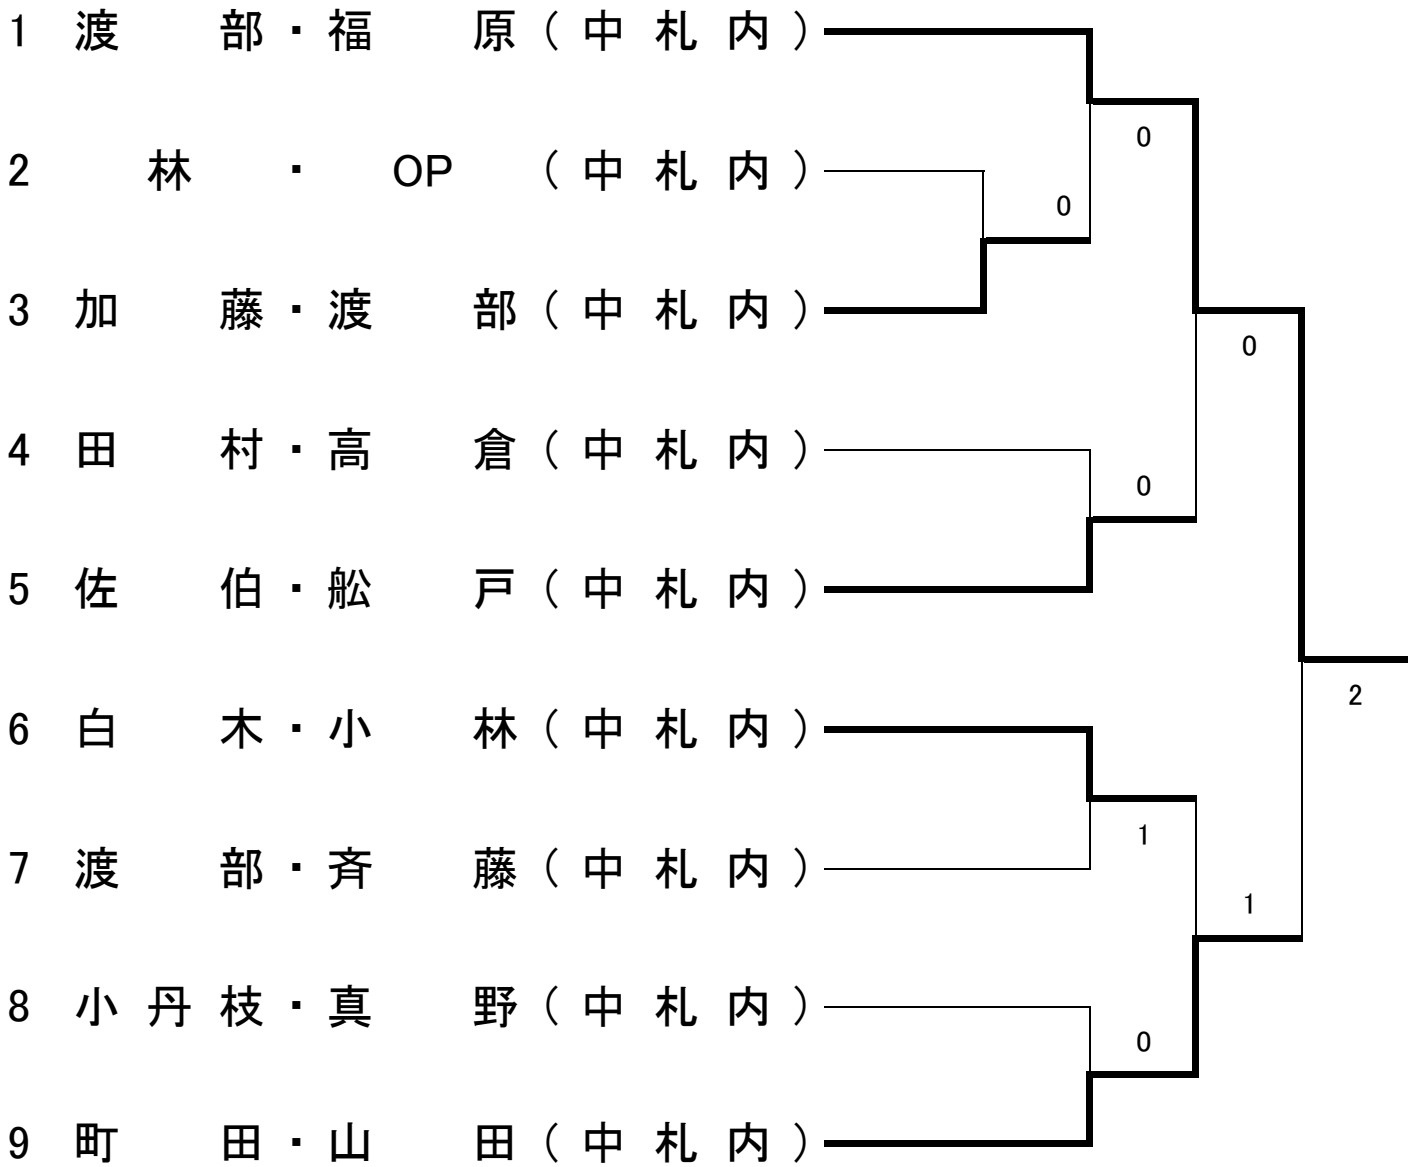 1 渡部・福原(中札内)
0
2 林・OP(中札内)
0
3 加藤・渡部(中札内)
0
4 田村・高倉(中札内)
0
5 佐伯・舩戸(中札内)
2
6 白木・小林(中札内)
1
7 渡部・斉藤(中札内)
1
8 小丹枝・真野(中札内)
0
9 町田・山田(中札内)